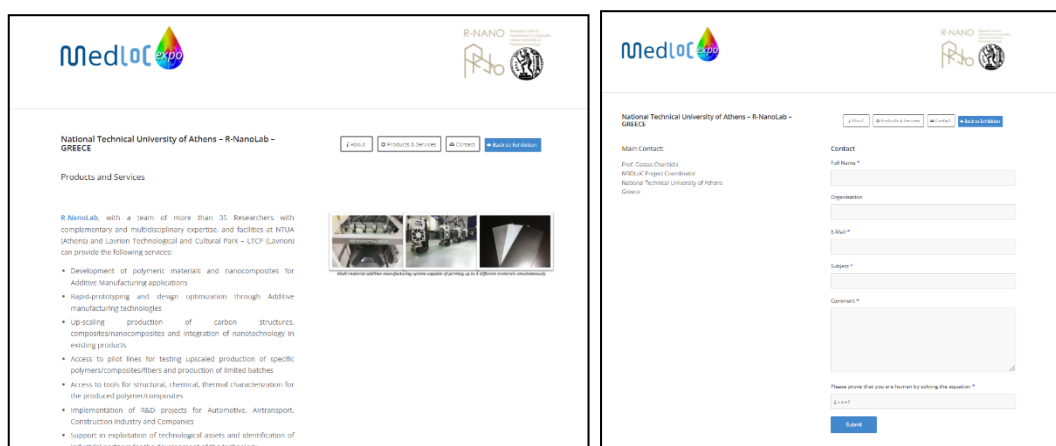 MedLoC expo
R-NANO
National Technical University of Athens – R-NanoLab –
GREECE
About
Products & Services
Contact
Back to Exhibition
Products and Services
R-NanoLab, with a team of more than 35 Researchers with
complementary and multidisciplinary expertise, and facilities at NTUA
(Athens) and Lavrion Technological and Cultural Park – LTCP (Lavrion)
can provide the following services:
• Development of polymeric materials and nanocomposites for
Additive Manufacturing applications
• Rapid-prototyping and design optimization through Additive
manufacturing technologies
• Up-scaling production of carbon structures,
composites/nanocomposites and integration of nanotechnology in
existing products
• Access to pilot lines for testing upscaled production of specific
polymers/composites/fibers and production of limited batches
• Access to tools for structural, chemical, thermal characterization for
the produced polymer/composites
• Implementation of R&D projects for Automotive, Airtransport,
Construction Industry and Companies
• Support in exploitation of technological assets and identification of
industrial partners for the development of the technology
Multi-material additive manufacturing system capable of printing up to 4 different materials simultaneously
MedLoC expo
R-NANO
National Technical University of Athens – R-NanoLab –
GREECE
About
Products & Services
Contact
Back to Exhibition
Main Contact:
Prof. Costas Charitidis
M3DLoC Project Coordinator
National Technical University of Athens
Greece
Contact
Full Name *
Organisation
E-Mail *
Subject *
Comment *
Please prove that you are human by solving the equation *
Submit